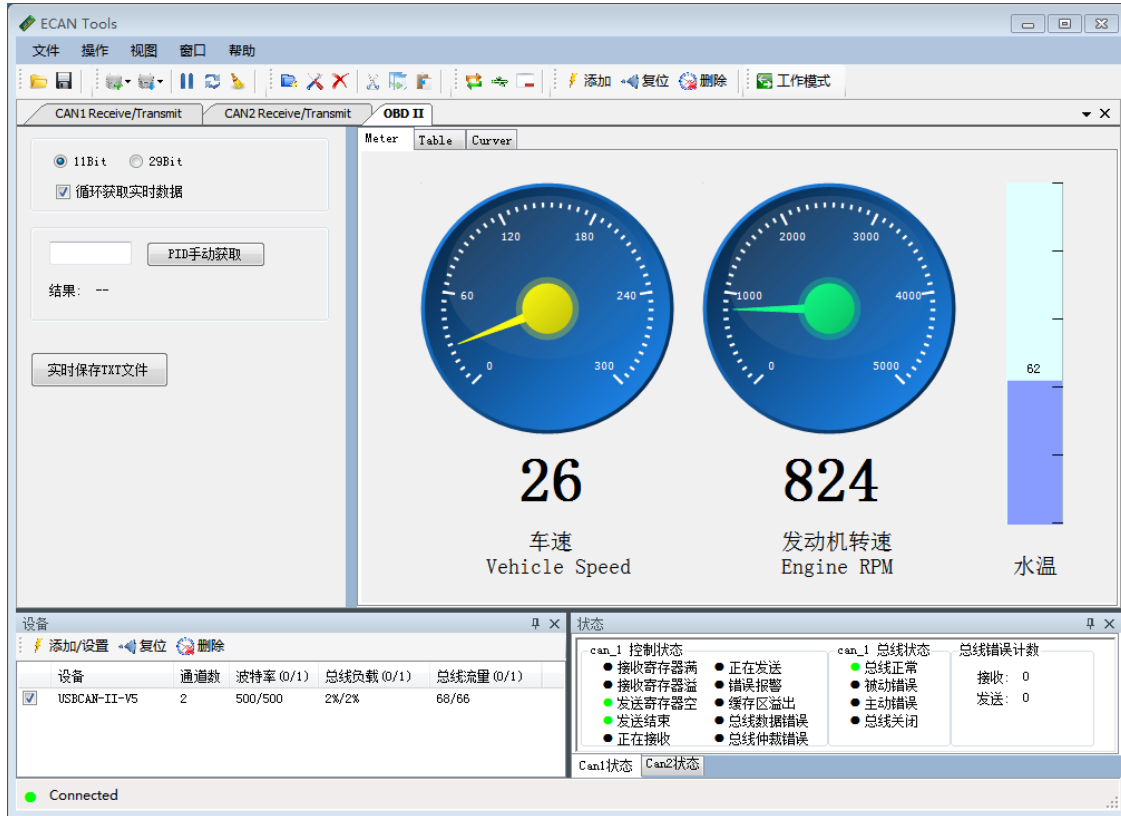 ECAN Tools
文件 操作 视图 窗口 帮助
添加 复位 删除 工作模式
CAN1 Receive/Transmit CAN2 Receive/Transmit OBD II
Meter Table Curver
11Bit 29Bit
循环获取实时数据
PID手动获取
结果: --
实时保存TXT文件
0 60 120 180 240 300
26
车速
Vehicle Speed
0 1000 2000 3000 4000 5000
824
发动机转速
Engine RPM
62
水温
设备
添加/设置 复位 删除
设备 通道数 波特率(0/1) 总线负载(0/1) 总线流量(0/1)
USBCAN-II-V5 2 500/500 2%/2% 68/66
状态
can_1 控制状态
接收寄存器满 正在发送
接收寄存器溢 错误报警
发送寄存器空 缓存区溢出
发送结束 总线数据错误
正在接收 总线仲裁错误
can_1 总线状态
总线正常
被动错误
主动错误
总线关闭
总线错误计数
接收: 0
发送: 0
Can1状态 Can2状态
Connected